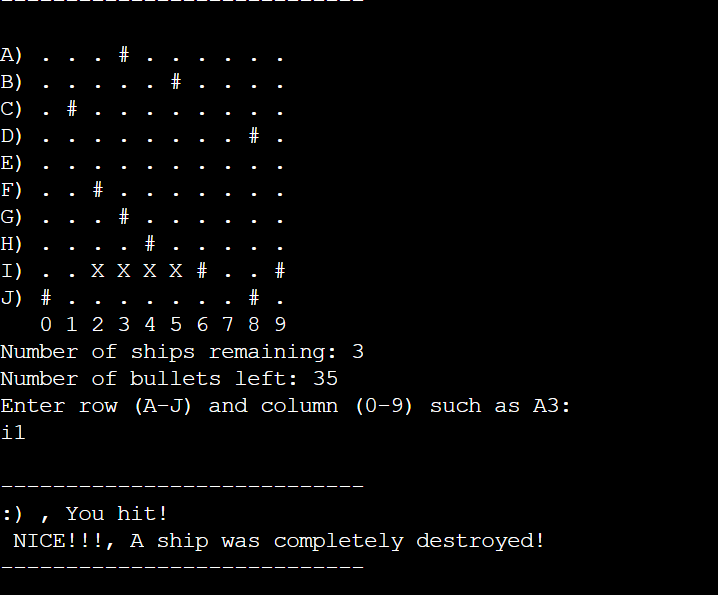 ----------------------------
A) . . . # . . . . . .
B) . . . . . # . . . .
C) . # . . . . . . . .
D) . . . . . . . . # .
E) . . . . . . . . . .
F) . . # . . . . . . .
G) . . . # . . . . . .
H) . . . . # . . . . .
I) . . X X X X # . . #
J) # . . . . . . . # .
   0 1 2 3 4 5 6 7 8 9
Number of ships remaining: 3
Number of bullets left: 35
Enter row (A-J) and column (0-9) such as A3:
i1
----------------------------
:) , You hit!
 NICE!!!, A ship was completely destroyed!
----------------------------